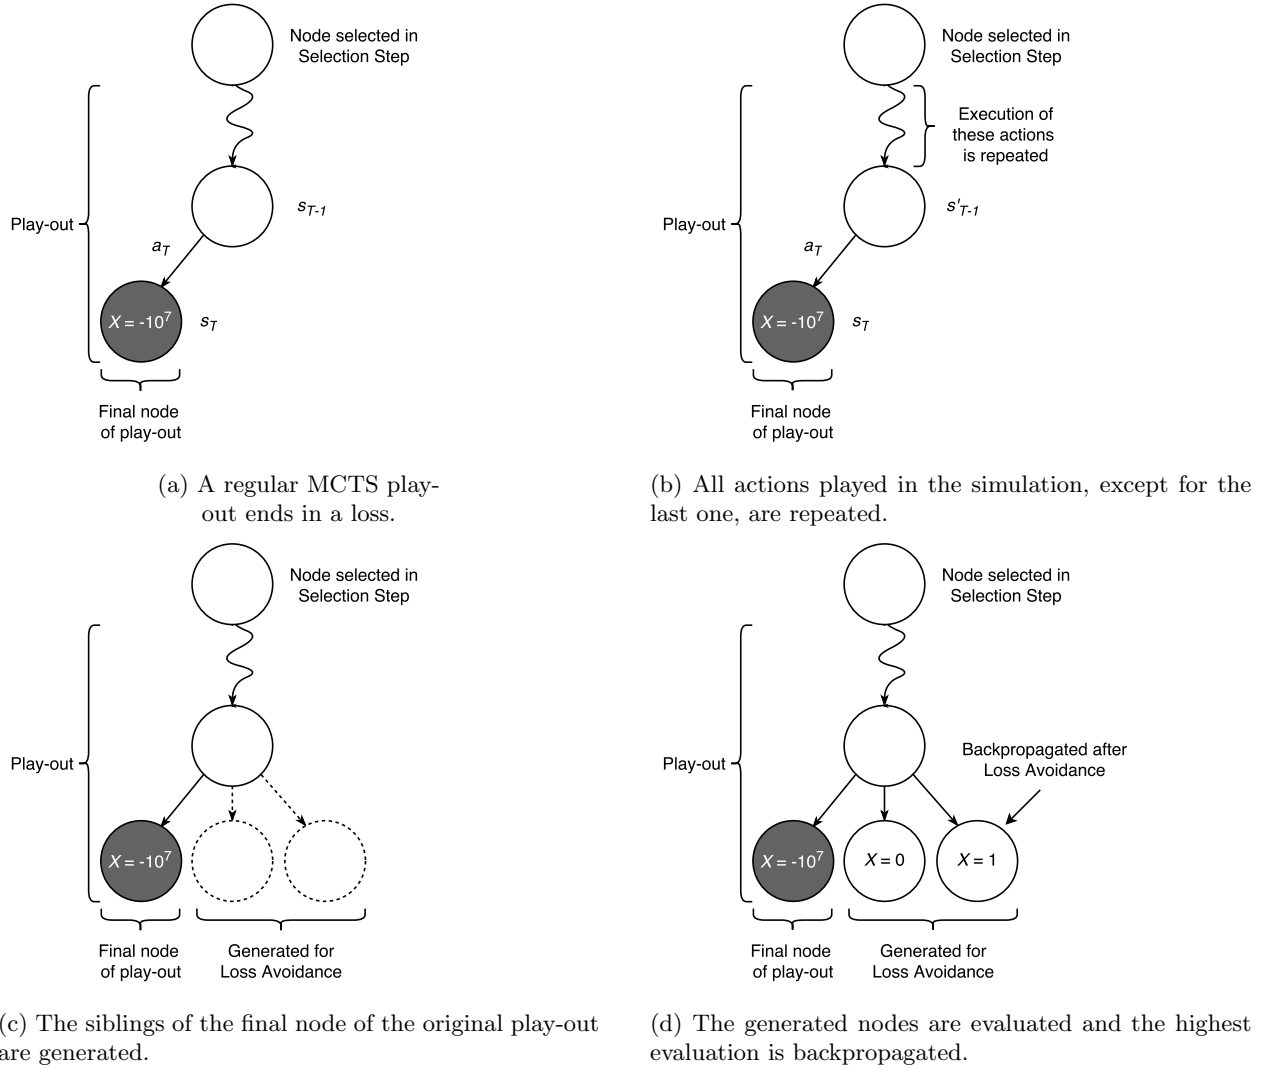 Node selected in
Selection Step
Play-out
s_{T-1}
a_T
X = -10^7
s_T
Final node
of play-out
(a) A regular MCTS play-
out ends in a loss.
Node selected in
Selection Step
Execution of
these actions
is repeated
Play-out
s'_{T-1}
a_T
X = -10^7
s_T
Final node
of play-out
(b) All actions played in the simulation, except for the
last one, are repeated.
Node selected in
Selection Step
Play-out
X = -10^7
Final node
of play-out
Generated for
Loss Avoidance
(c) The siblings of the final node of the original play-out
are generated.
Node selected in
Selection Step
Backpropagated after
Loss Avoidance
Play-out
X = -10^7
X = 0
X = 1
Final node
of play-out
Generated for
Loss Avoidance
(d) The generated nodes are evaluated and the highest
evaluation is backpropagated.